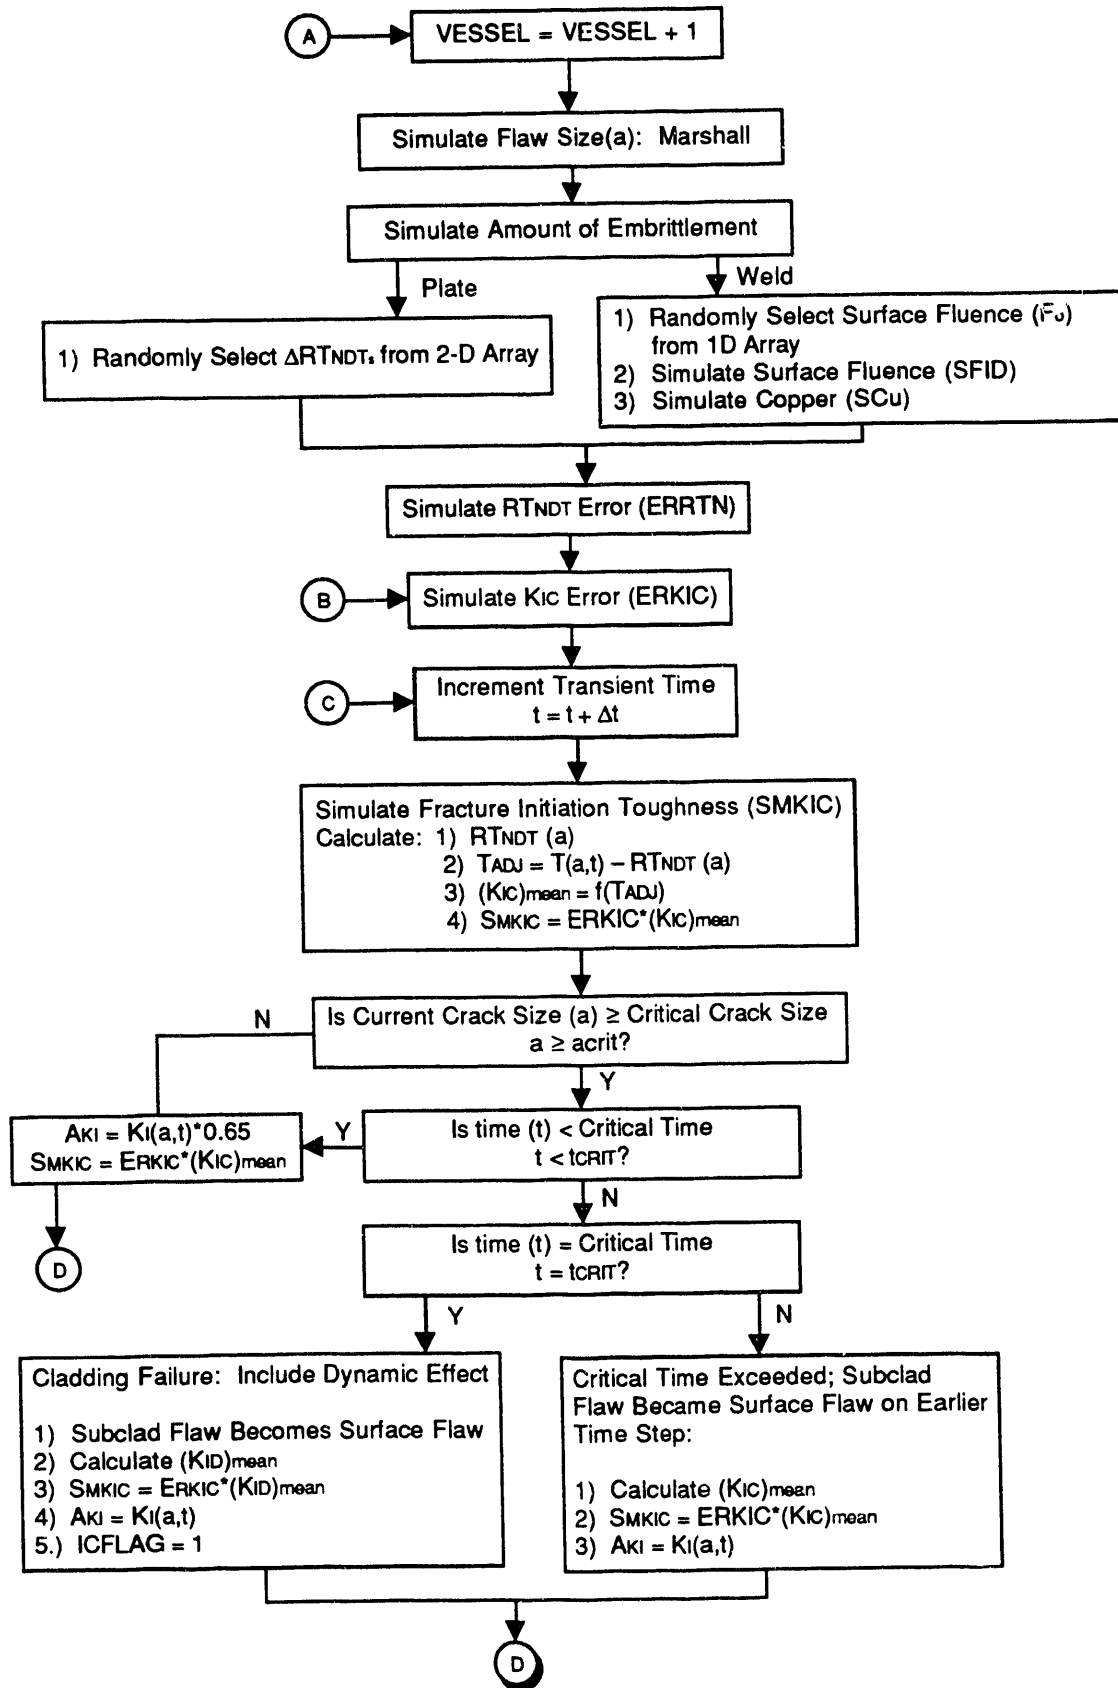 A
VESSEL = VESSEL + 1
Simulate Flaw Size(a): Marshall
Simulate Amount of Embrittlement
Plate
Weld
1) Randomly Select ΔRTNDTs from 2-D Array
1) Randomly Select Surface Fluence (Fo)
from 1D Array
2) Simulate Surface Fluence (SFID)
3) Simulate Copper (SCu)
Simulate RTNDT Error (ERRTN)
B
Simulate KIC Error (ERKIC)
C
Increment Transient Time
t = t + Δt
Simulate Fracture Initiation Toughness (SMKIC)
Calculate: 1) RTNDT (a)
2) TADJ = T(a,t) – RTNDT (a)
3) (KIC)mean = f(TADJ)
4) SMKIC = ERKIC*(KIC)mean
N
Is Current Crack Size (a) ≥ Critical Crack Size
a ≥ acrit?
Y
AKI = KI(a,t)*0.65
SMKIC = ERKIC*(KIC)mean
Y
Is time (t) < Critical Time
t < tCRIT?
N
D
Is time (t) = Critical Time
t = tCRIT?
Y
N
Cladding Failure: Include Dynamic Effect
1) Subclad Flaw Becomes Surface Flaw
2) Calculate (KID)mean
3) SMKIC = ERKIC*(KID)mean
4) AKI = KI(a,t)
5.) ICFLAG = 1
Critical Time Exceeded; Subclad
Flaw Became Surface Flaw on Earlier
Time Step:
1) Calculate (KIC)mean
2) SMKIC = ERKIC*(KIC)mean
3) AKI = KI(a,t)
D